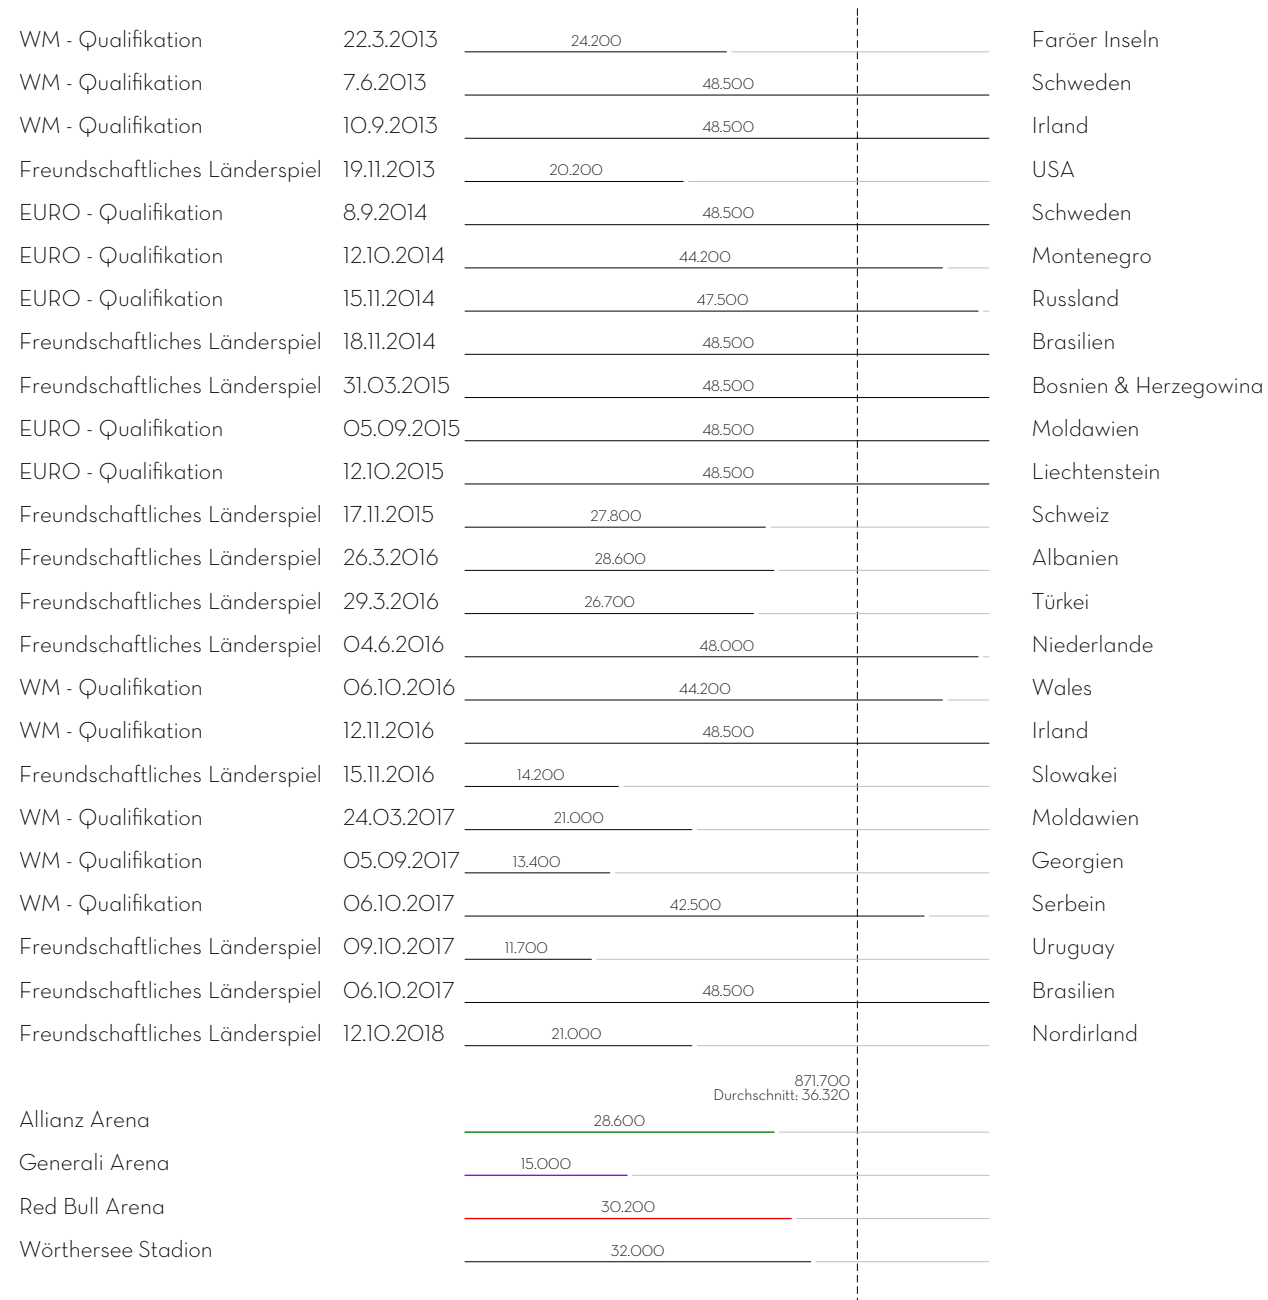 WM - Qualifikation 22.3.2013 24.200 Faröer Inseln
WM - Qualifikation 7.6.2013 48.500 Schweden
WM - Qualifikation 10.9.2013 48.500 Irland
Freundschaftliches Länderspiel 19.11.2013 20.200 USA
EURO - Qualifikation 8.9.2014 48.500 Schweden
EURO - Qualifikation 12.10.2014 44.200 Montenegro
EURO - Qualifikation 15.11.2014 47.500 Russland
Freundschaftliches Länderspiel 18.11.2014 48.500 Brasilien
Freundschaftliches Länderspiel 31.03.2015 48.500 Bosnien & Herzegowina
EURO - Qualifikation 05.09.2015 48.500 Moldawien
EURO - Qualifikation 12.10.2015 48.500 Liechtenstein
Freundschaftliches Länderspiel 17.11.2015 27.800 Schweiz
Freundschaftliches Länderspiel 26.3.2016 28.600 Albanien
Freundschaftliches Länderspiel 29.3.2016 26.700 Türkei
Freundschaftliches Länderspiel 04.6.2016 48.000 Niederlande
WM - Qualifikation 06.10.2016 44.200 Wales
WM - Qualifikation 12.11.2016 48.500 Irland
Freundschaftliches Länderspiel 15.11.2016 14.200 Slowakei
WM - Qualifikation 24.03.2017 21.000 Moldawien
WM - Qualifikation 05.09.2017 13.400 Georgien
WM - Qualifikation 06.10.2017 42.500 Serbein
Freundschaftliches Länderspiel 09.10.2017 11.700 Uruguay
Freundschaftliches Länderspiel 06.10.2017 48.500 Brasilien
Freundschaftliches Länderspiel 12.10.2018 21.000 Nordirland
871.700
Durchschnitt: 36.320
Allianz Arena 28.600
Generali Arena 15.000
Red Bull Arena 30.200
Wörthersee Stadion 32.000